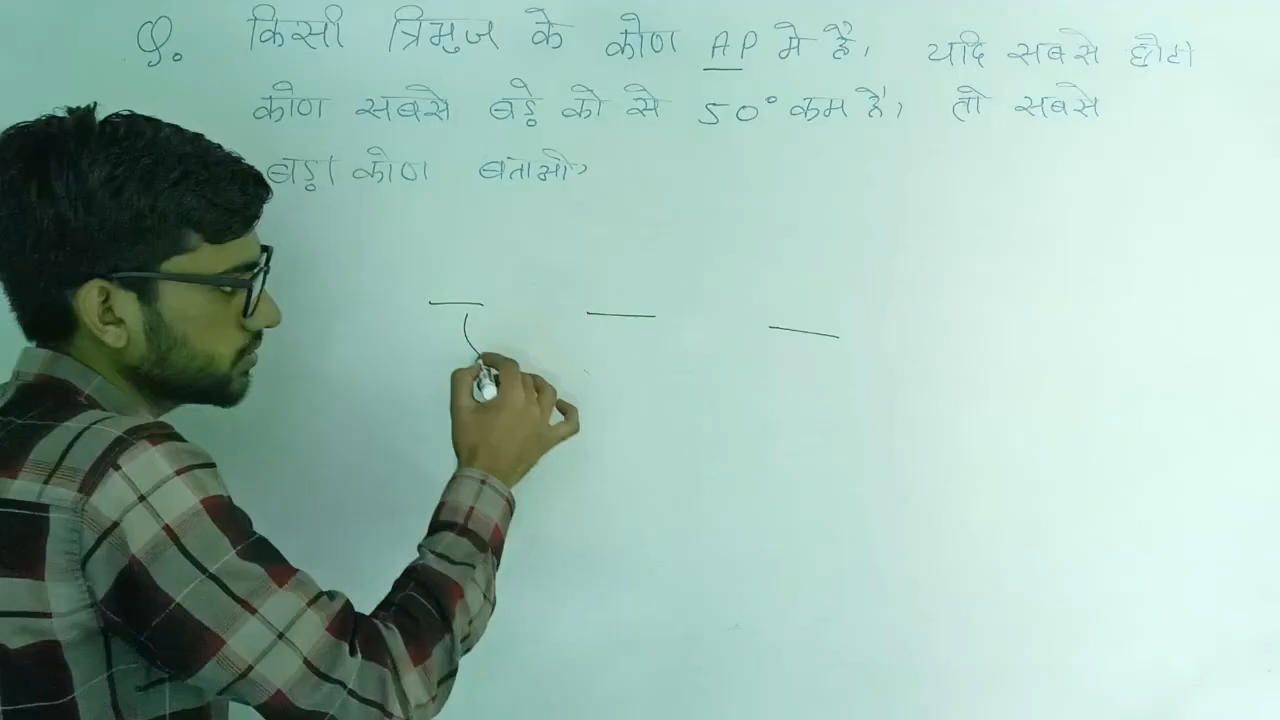 Q. किसी त्रिभुज के कोण AP मे है। यदि सबसे छोटा
कोण सबसे बड़े को से 50° कम है, तो सबसे
बड़ा कोण बताओ?